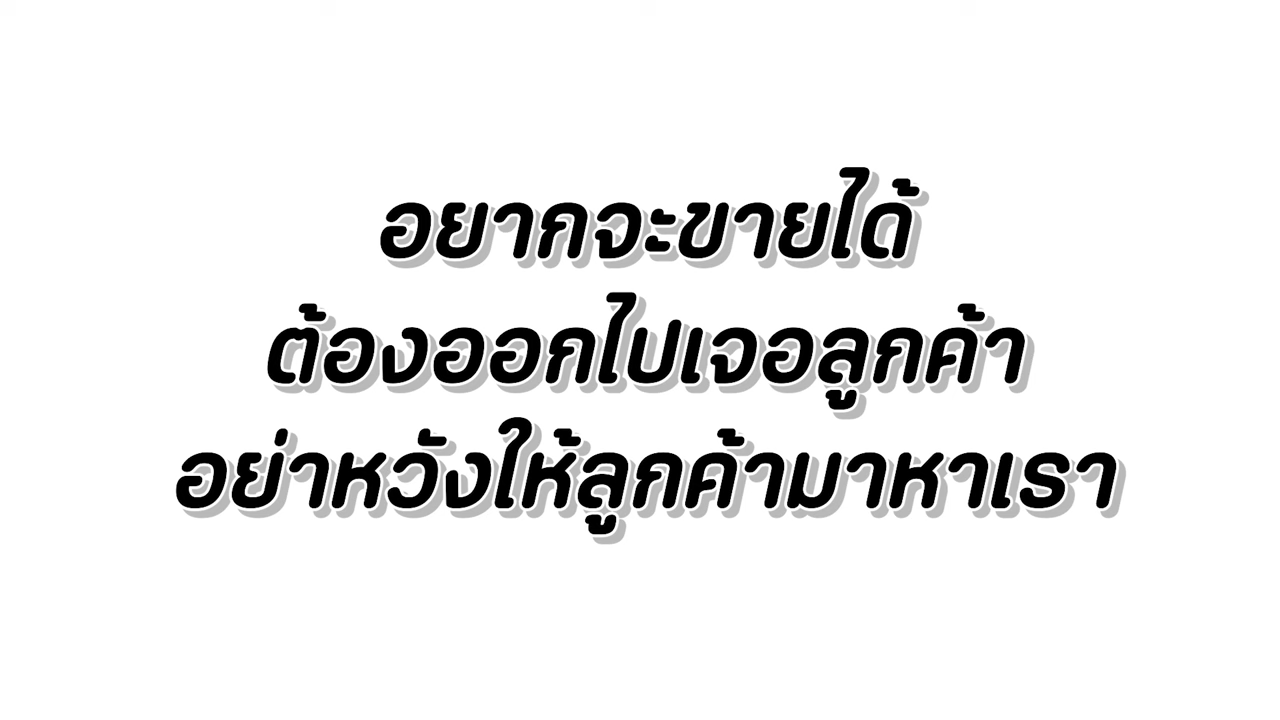 อยากจะขายได้
ต้องออกไปเจอลูกค้า
อย่าหวังให้ลูกค้ามาหาเรา